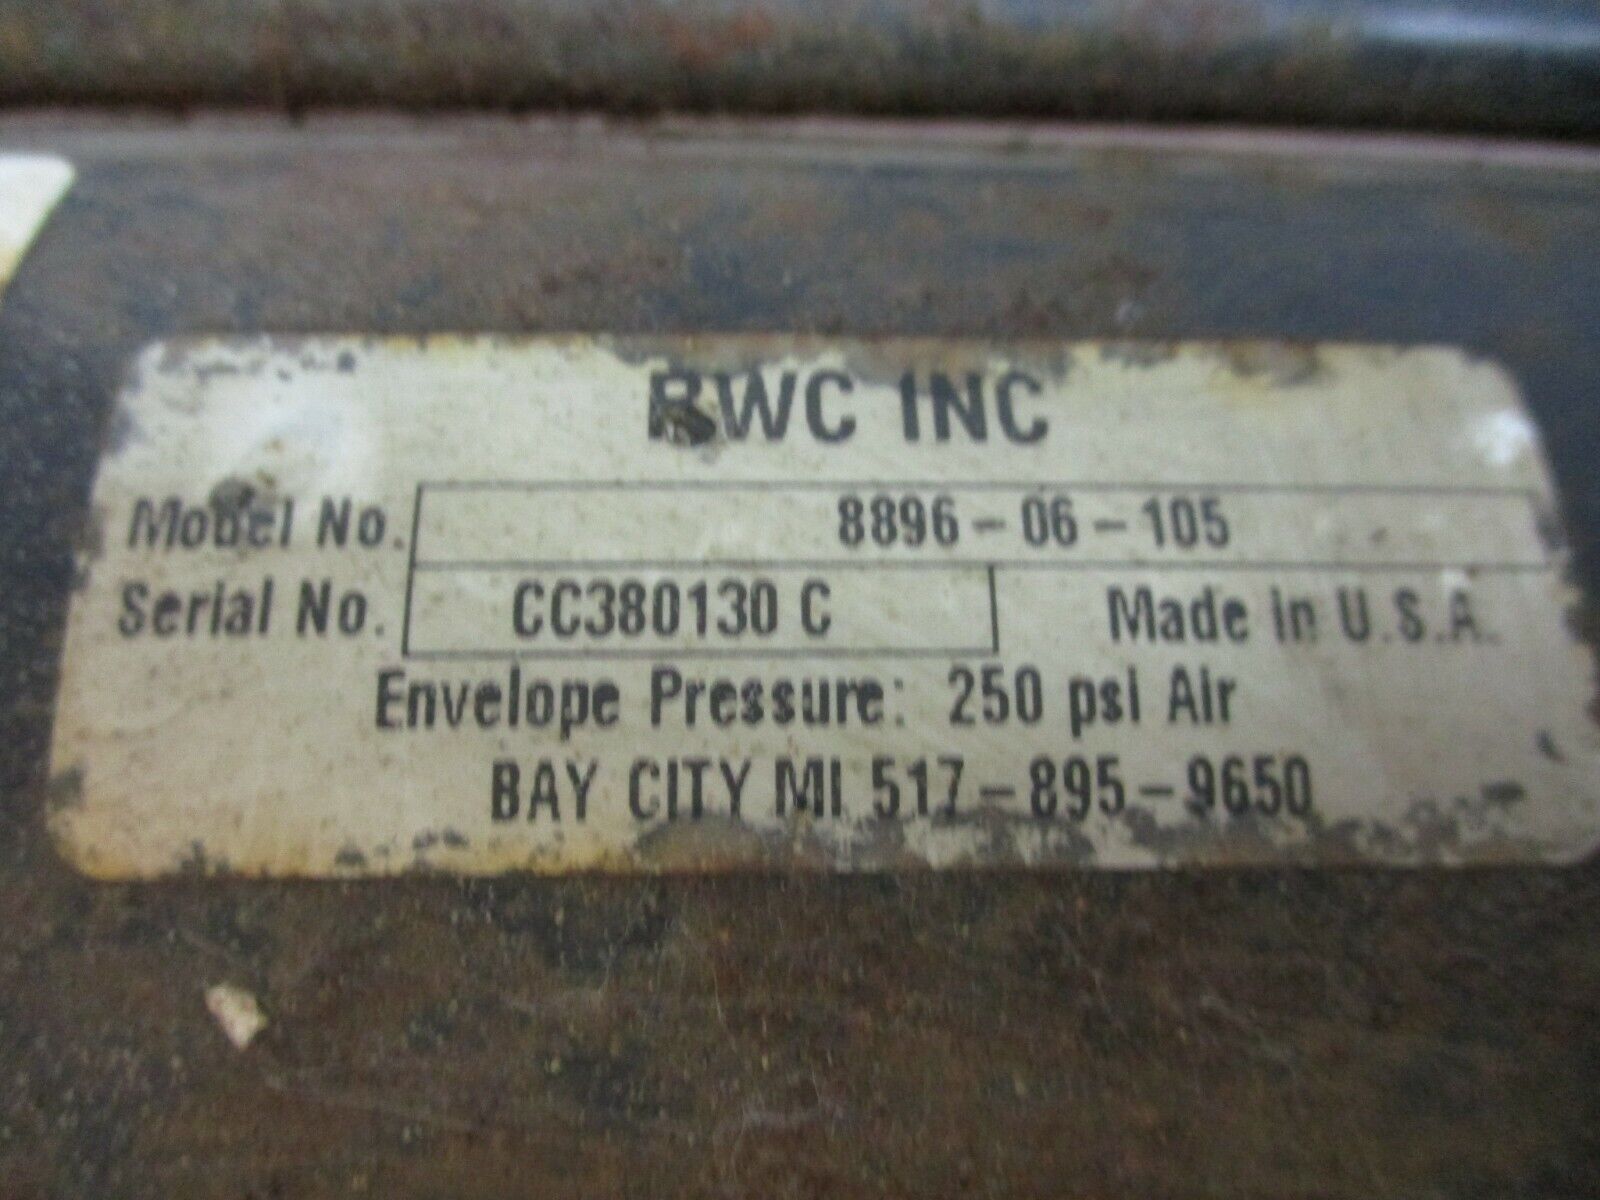 RWC INC
Model No. 8896-06-105
Serial No. CC380130 C Made in U.S.A.
Envelope Pressure: 250 psi Air
BAY CITY MI 517-895-9650